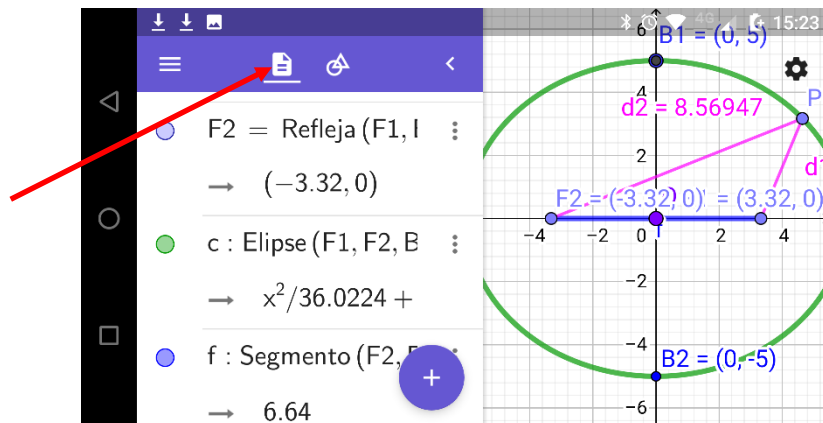 4G 15:23
F2 = Refleja (F1,
→ (−3.32, 0)
c : Elipse (F1, F2, B
→ x²/36.0224 +
f : Segmento (F2,
→ 6.64
+
6
B1 = (0, 5)
4
d2 = 8.56947
P
2
d1
F2 = (-3.32, 0)
= (3.32, 0)
−4 −2 0 2 4
−2
−4
B2 = (0, -5)
−6